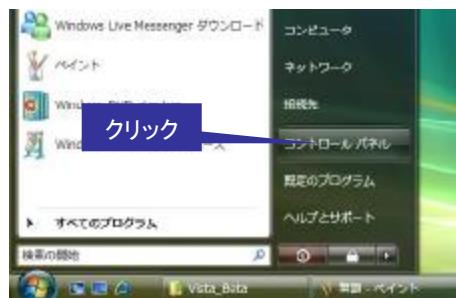 Windows Live Messenger ダウンロード
ペイント
クリック
すべてのプログラム
検索の開始
コンピュータ
ネットワーク
接続先
コントロール パネル
既定のプログラム
ヘルプとサポート
Vista_Bata
無題 - ペイント